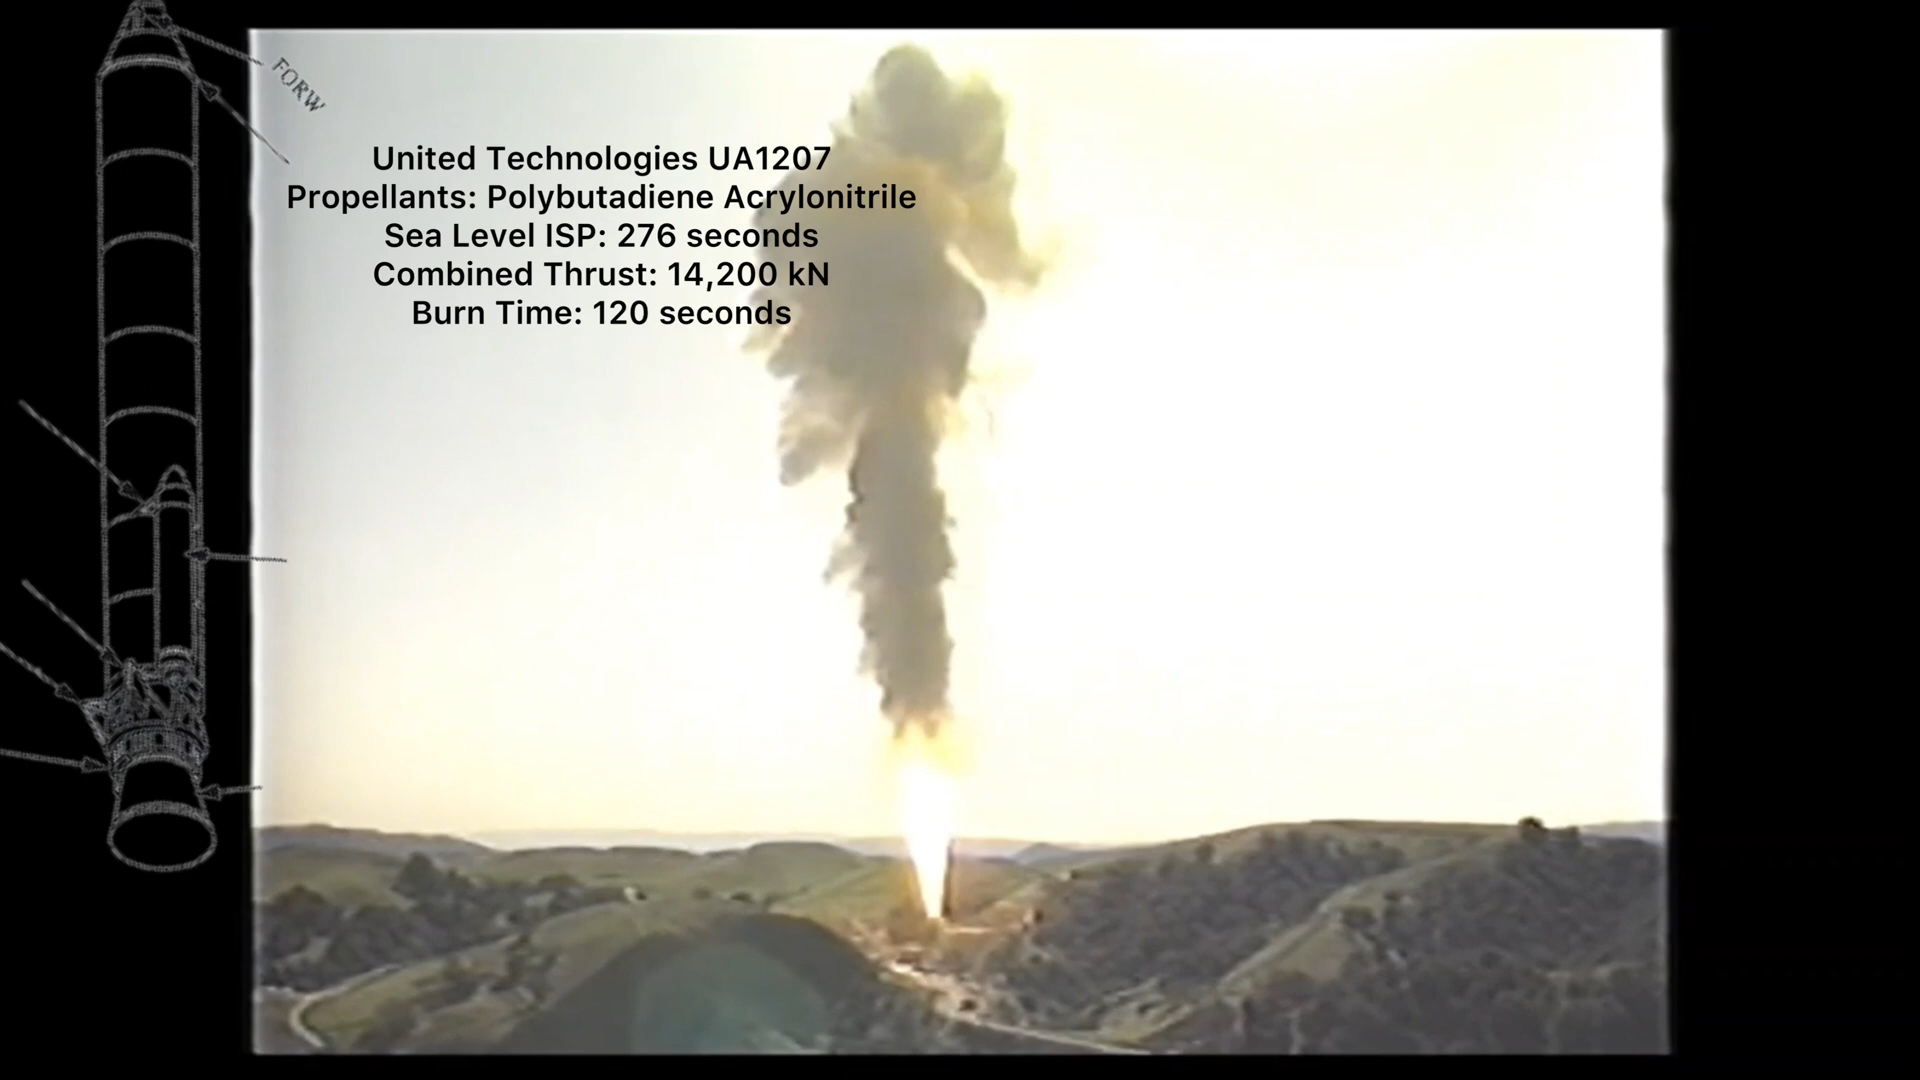 FORW
United Technologies UA1207
Propellants: Polybutadiene Acrylonitrile
Sea Level ISP: 276 seconds
Combined Thrust: 14,200 kN
Burn Time: 120 seconds